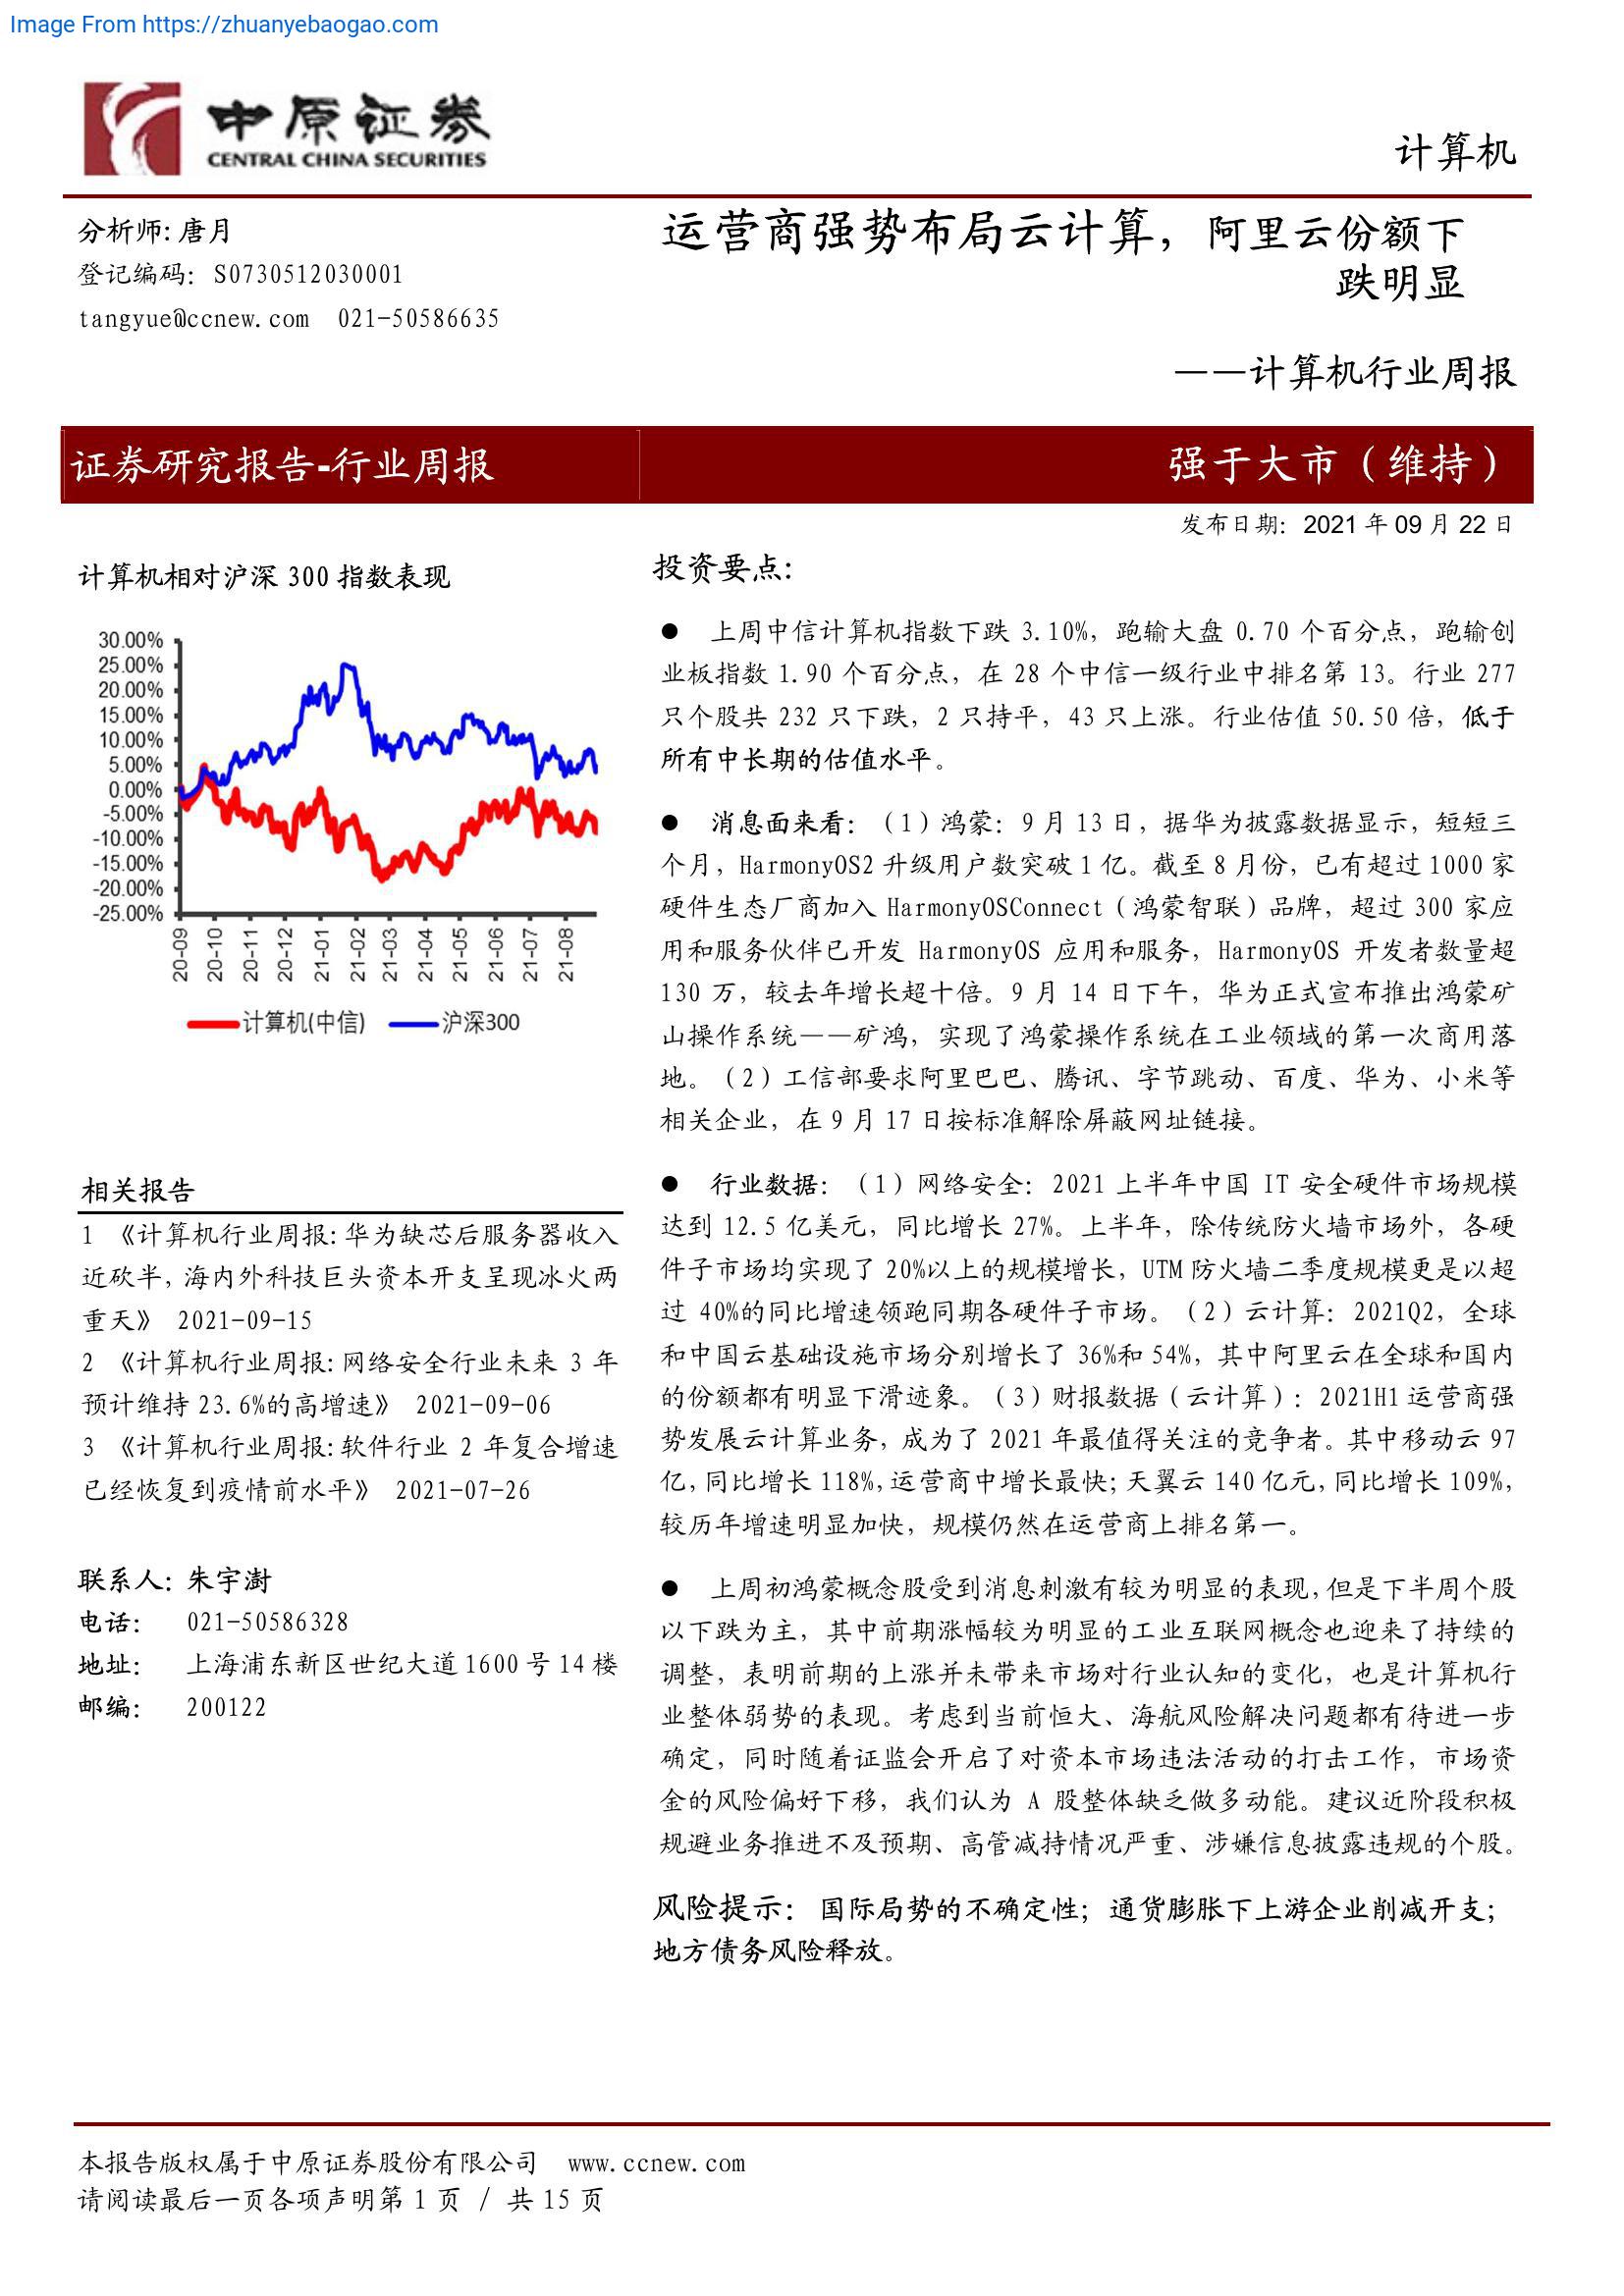 Image From https://zhuanyebaogao.com
中原证券
CENTRAL CHINA SECURITIES
计算机
分析师:唐月
登记编码：S0730512030001
tangyue@ccnew.com 021-50586635
运营商强势布局云计算，阿里云份额下
跌明显
——计算机行业周报
证券研究报告-行业周报
强于大市（维持）
发布日期：2021 年 09 月 22 日
计算机相对沪深 300 指数表现
30.00%
25.00%
20.00%
15.00%
10.00%
5.00%
0.00%
-5.00%
-10.00%
-15.00%
-20.00%
-25.00%
20-09
20-10
20-11
20-12
21-01
21-02
21-03
21-04
21-05
21-06
21-07
21-08
计算机(中信) 沪深300
相关报告
1 《计算机行业周报:华为缺芯后服务器收入
近砍半,海内外科技巨头资本开支呈现冰火两
重天》 2021-09-15
2 《计算机行业周报:网络安全行业未来 3 年
预计维持 23.6%的高增速》 2021-09-06
3 《计算机行业周报:软件行业 2 年复合增速
已经恢复到疫情前水平》 2021-07-26
联系人：朱宇澍
电话： 021-50586328
地址： 上海浦东新区世纪大道 1600 号 14 楼
邮编： 200122
投资要点:
● 上周中信计算机指数下跌 3.10%，跑输大盘 0.70 个百分点，跑输创
业板指数 1.90 个百分点，在 28 个中信一级行业中排名第 13。行业 277
只个股共 232 只下跌，2 只持平，43 只上涨。行业估值 50.50 倍，低于
所有中长期的估值水平。
● 消息面来看：（1）鸿蒙：9 月 13 日，据华为披露数据显示，短短三
个月，HarmonyOS2 升级用户数突破 1 亿。截至 8 月份，已有超过 1000 家
硬件生态厂商加入 HarmonyOSConnect（鸿蒙智联）品牌，超过 300 家应
用和服务伙伴已开发 HarmonyOS 应用和服务，HarmonyOS 开发者数量超
130 万，较去年增长超十倍。9 月 14 日下午，华为正式宣布推出鸿蒙矿
山操作系统——矿鸿，实现了鸿蒙操作系统在工业领域的第一次商用落
地。（2）工信部要求阿里巴巴、腾讯、字节跳动、百度、华为、小米等
相关企业，在 9 月 17 日按标准解除屏蔽网址链接。
● 行业数据：（1）网络安全：2021 上半年中国 IT 安全硬件市场规模
达到 12.5 亿美元，同比增长 27%。上半年，除传统防火墙市场外，各硬
件子市场均实现了 20%以上的规模增长，UTM 防火墙二季度规模更是以超
过 40%的同比增速领跑同期各硬件子市场。（2）云计算：2021Q2，全球
和中国云基础设施市场分别增长了 36%和 54%，其中阿里云在全球和国内
的份额都有明显下滑迹象。（3）财报数据（云计算）：2021H1 运营商强
势发展云计算业务，成为了 2021 年最值得关注的竞争者。其中移动云 97
亿,同比增长 118%,运营商中增长最快;天翼云 140 亿元,同比增长 109%,
较历年增速明显加快，规模仍然在运营商上排名第一。
● 上周初鸿蒙概念股受到消息刺激有较为明显的表现,但是下半周个股
以下跌为主，其中前期涨幅较为明显的工业互联网概念也迎来了持续的
调整，表明前期的上涨并未带来市场对行业认知的变化，也是计算机行
业整体弱势的表现。考虑到当前恒大、海航风险解决问题都有待进一步
确定，同时随着证监会开启了对资本市场违法活动的打击工作，市场资
金的风险偏好下移，我们认为 A 股整体缺乏做多动能。建议近阶段积极
规避业务推进不及预期、高管减持情况严重、涉嫌信息披露违规的个股。
风险提示：国际局势的不确定性；通货膨胀下上游企业削减开支；
地方债务风险释放。
本报告版权属于中原证券股份有限公司 www.ccnew.com
请阅读最后一页各项声明第 1 页 / 共 15 页